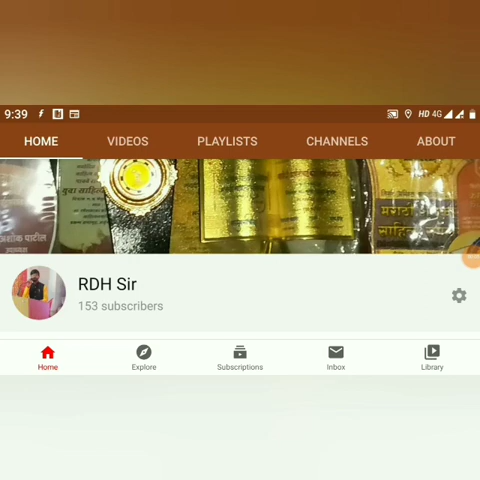 9:39 HD 4G
HOME VIDEOS PLAYLISTS CHANNELS ABOUT
युवा साहित्य
अशोक पाटील
मराठी
साहित्य
RDH Sir
153 subscribers
Home Explore Subscriptions Inbox Library